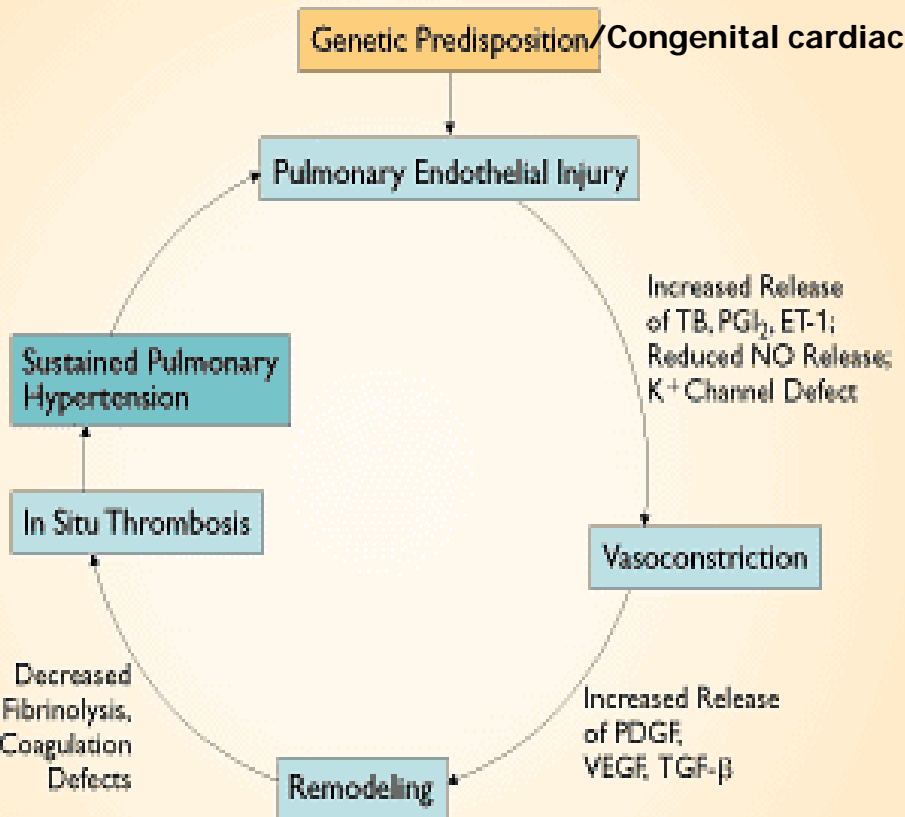 Genetic Predisposition/Congenital cardiac
Pulmonary Endothelial Injury
Increased Release
of TB, PGI₂, ET-1;
Reduced NO Release;
K⁺ Channel Defect
Vasoconstriction
Increased Release
of PDGF,
VEGF, TGF-β
Remodeling
Decreased
Fibrinolysis,
Coagulation
Defects
In Situ Thrombosis
Sustained Pulmonary
Hypertension